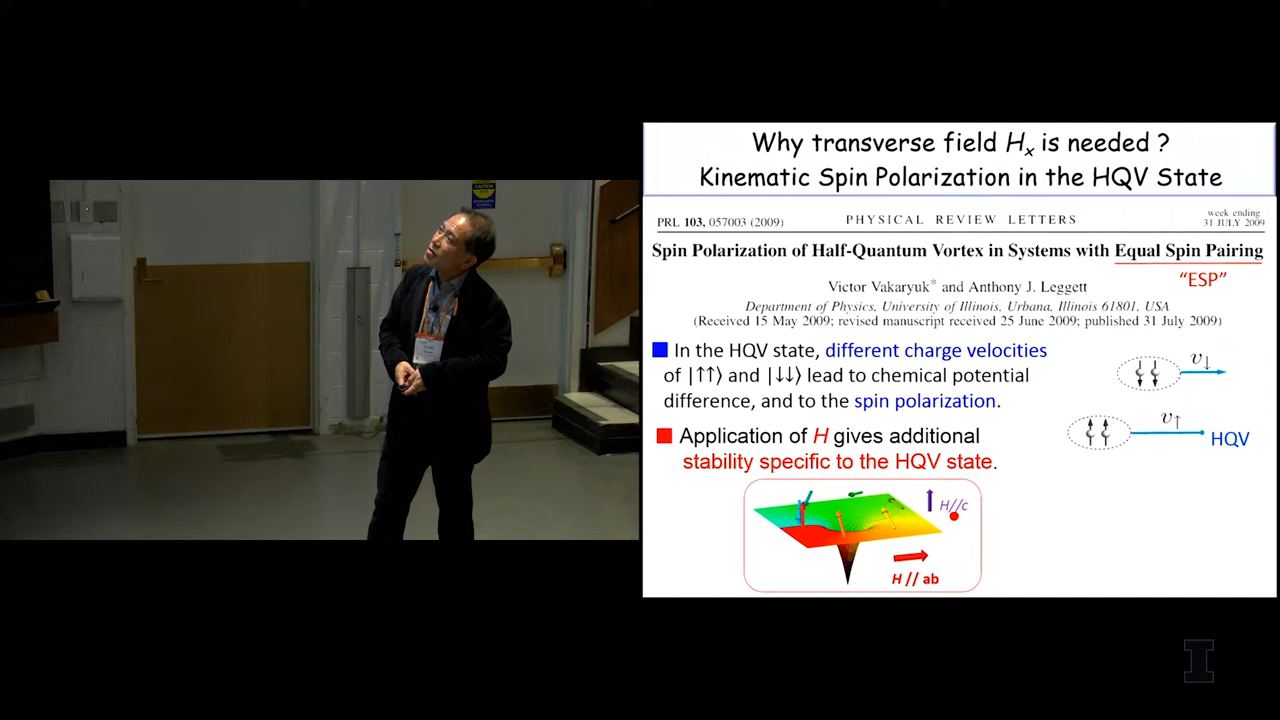 Why transverse field Hx is needed ?
Kinematic Spin Polarization in the HQV State
PRL 103, 057003 (2009) PHYSICAL REVIEW LETTERS week ending 31 JULY 2009
Spin Polarization of Half-Quantum Vortex in Systems with Equal Spin Pairing
“ESP”
Victor Vakaryuk* and Anthony J. Leggett
Department of Physics, University of Illinois, Urbana, Illinois 61801, USA
(Received 15 May 2009; revised manuscript received 25 June 2009; published 31 July 2009)
In the HQV state, different charge velocities
of |↑↑⟩ and |↓↓⟩ lead to chemical potential
difference, and to the spin polarization.
v↓
v↑
HQV
Application of H gives additional
stability specific to the HQV state.
H//c
H // ab
CAUTION
I